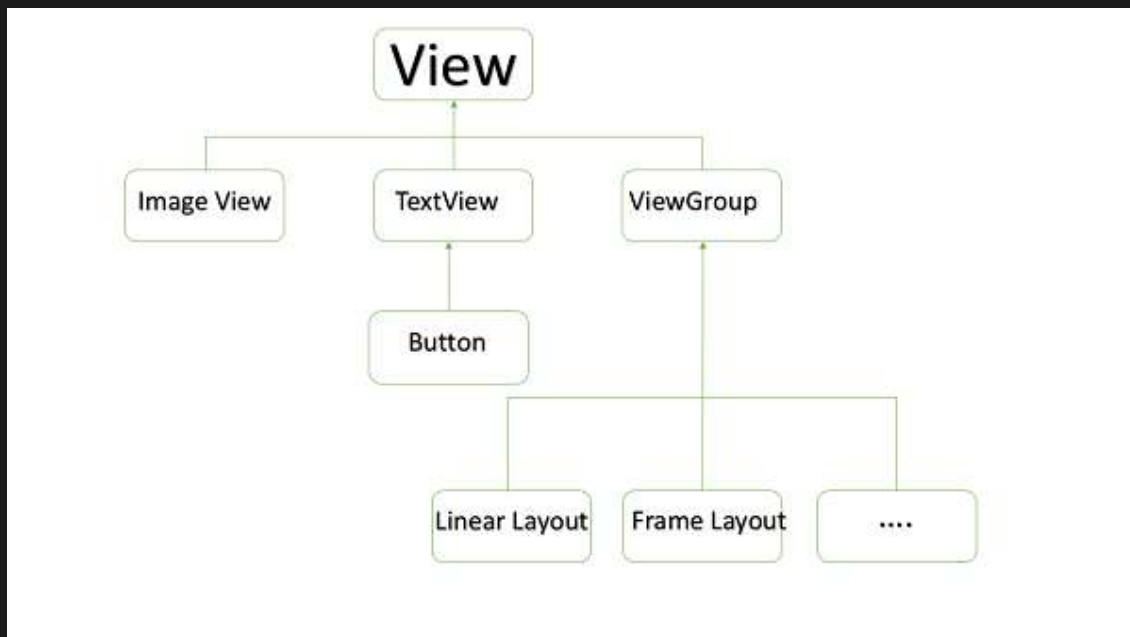 View
Image View
TextView
ViewGroup
Button
Linear Layout
Frame Layout
....